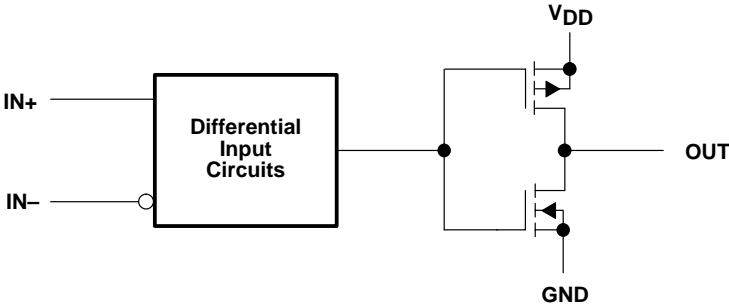 VDD
IN+
Differential
Input
Circuits
OUT
IN–
GND